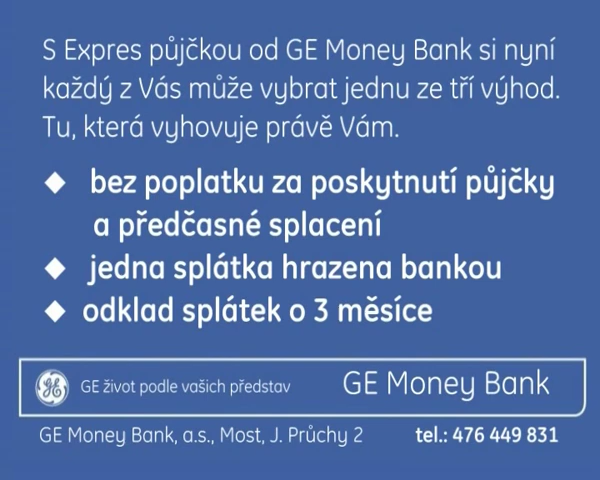 S Expres půjčkou od GE Money Bank si nyní
každý z Vás může vybrat jednu ze tří výhod.
Tu, která vyhovuje právě Vám.
◆ bez poplatku za poskytnutí půjčky
a předčasné splacení
◆ jedna splátka hrazena bankou
◆ odklad splátek o 3 měsíce
GE GE život podle vašich představ GE Money Bank
GE Money Bank, a.s., Most, J. Průchy 2 tel.: 476 449 831